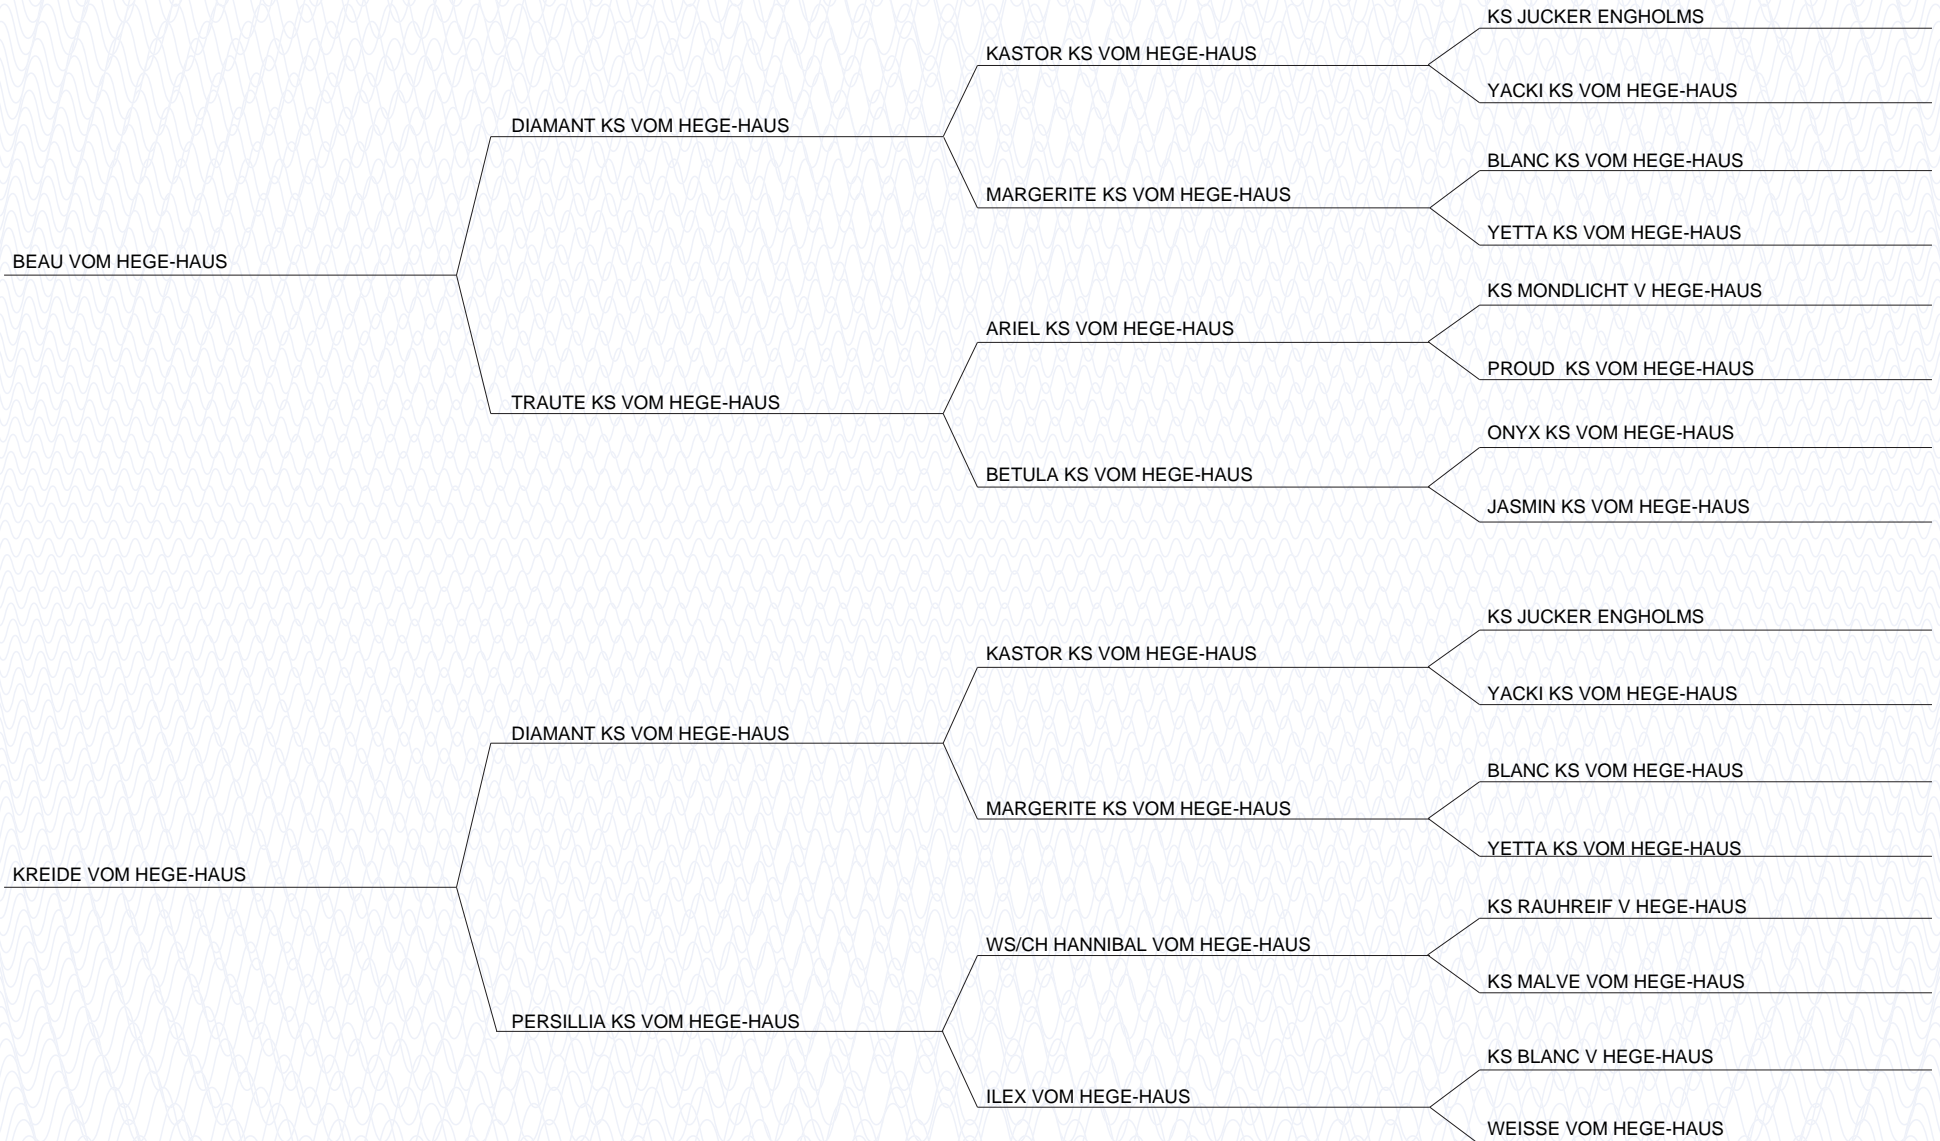 KS JUCKER ENGHOLMS
KASTOR KS VOM HEGE-HAUS
YACKI KS VOM HEGE-HAUS
DIAMANT KS VOM HEGE-HAUS
BLANC KS VOM HEGE-HAUS
MARGERITE KS VOM HEGE-HAUS
YETTA KS VOM HEGE-HAUS
BEAU VOM HEGE-HAUS
KS MONDLICHT V HEGE-HAUS
ARIEL KS VOM HEGE-HAUS
PROUD  KS VOM HEGE-HAUS
TRAUTE KS VOM HEGE-HAUS
ONYX KS VOM HEGE-HAUS
BETULA KS VOM HEGE-HAUS
JASMIN KS VOM HEGE-HAUS
KS JUCKER ENGHOLMS
KASTOR KS VOM HEGE-HAUS
YACKI KS VOM HEGE-HAUS
DIAMANT KS VOM HEGE-HAUS
BLANC KS VOM HEGE-HAUS
MARGERITE KS VOM HEGE-HAUS
YETTA KS VOM HEGE-HAUS
KREIDE VOM HEGE-HAUS
KS RAUHREIF V HEGE-HAUS
WS/CH HANNIBAL VOM HEGE-HAUS
KS MALVE VOM HEGE-HAUS
PERSILLIA KS VOM HEGE-HAUS
KS BLANC V HEGE-HAUS
ILEX VOM HEGE-HAUS
WEISSE VOM HEGE-HAUS